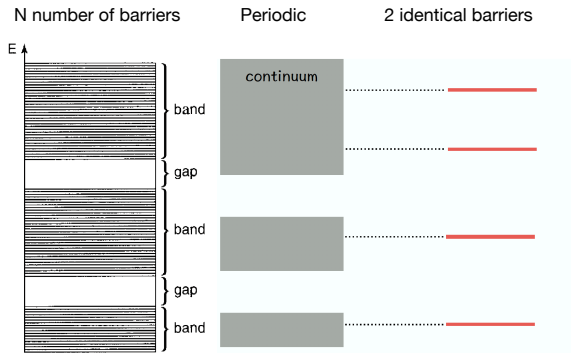 N number of barriers
Periodic
2 identical barriers
E
continuum
band
gap
band
gap
band